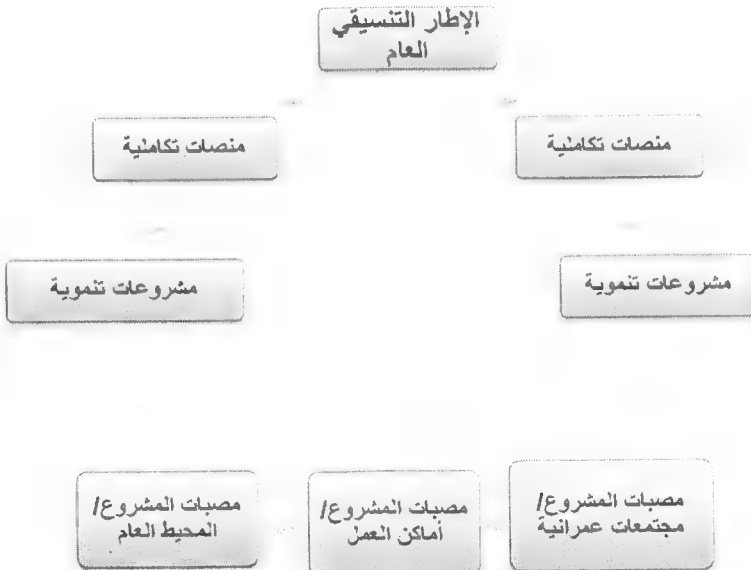 الإطار التنسيقي
العام
منصات تكاملية
منصات تكاملية
مشروعات تنموية
مشروعات تنموية
مصبات المشروع/
مجتمعات عمرانية
مصبات المشروع/
أماكن العمل
مصبات المشروع/
المحيط العام